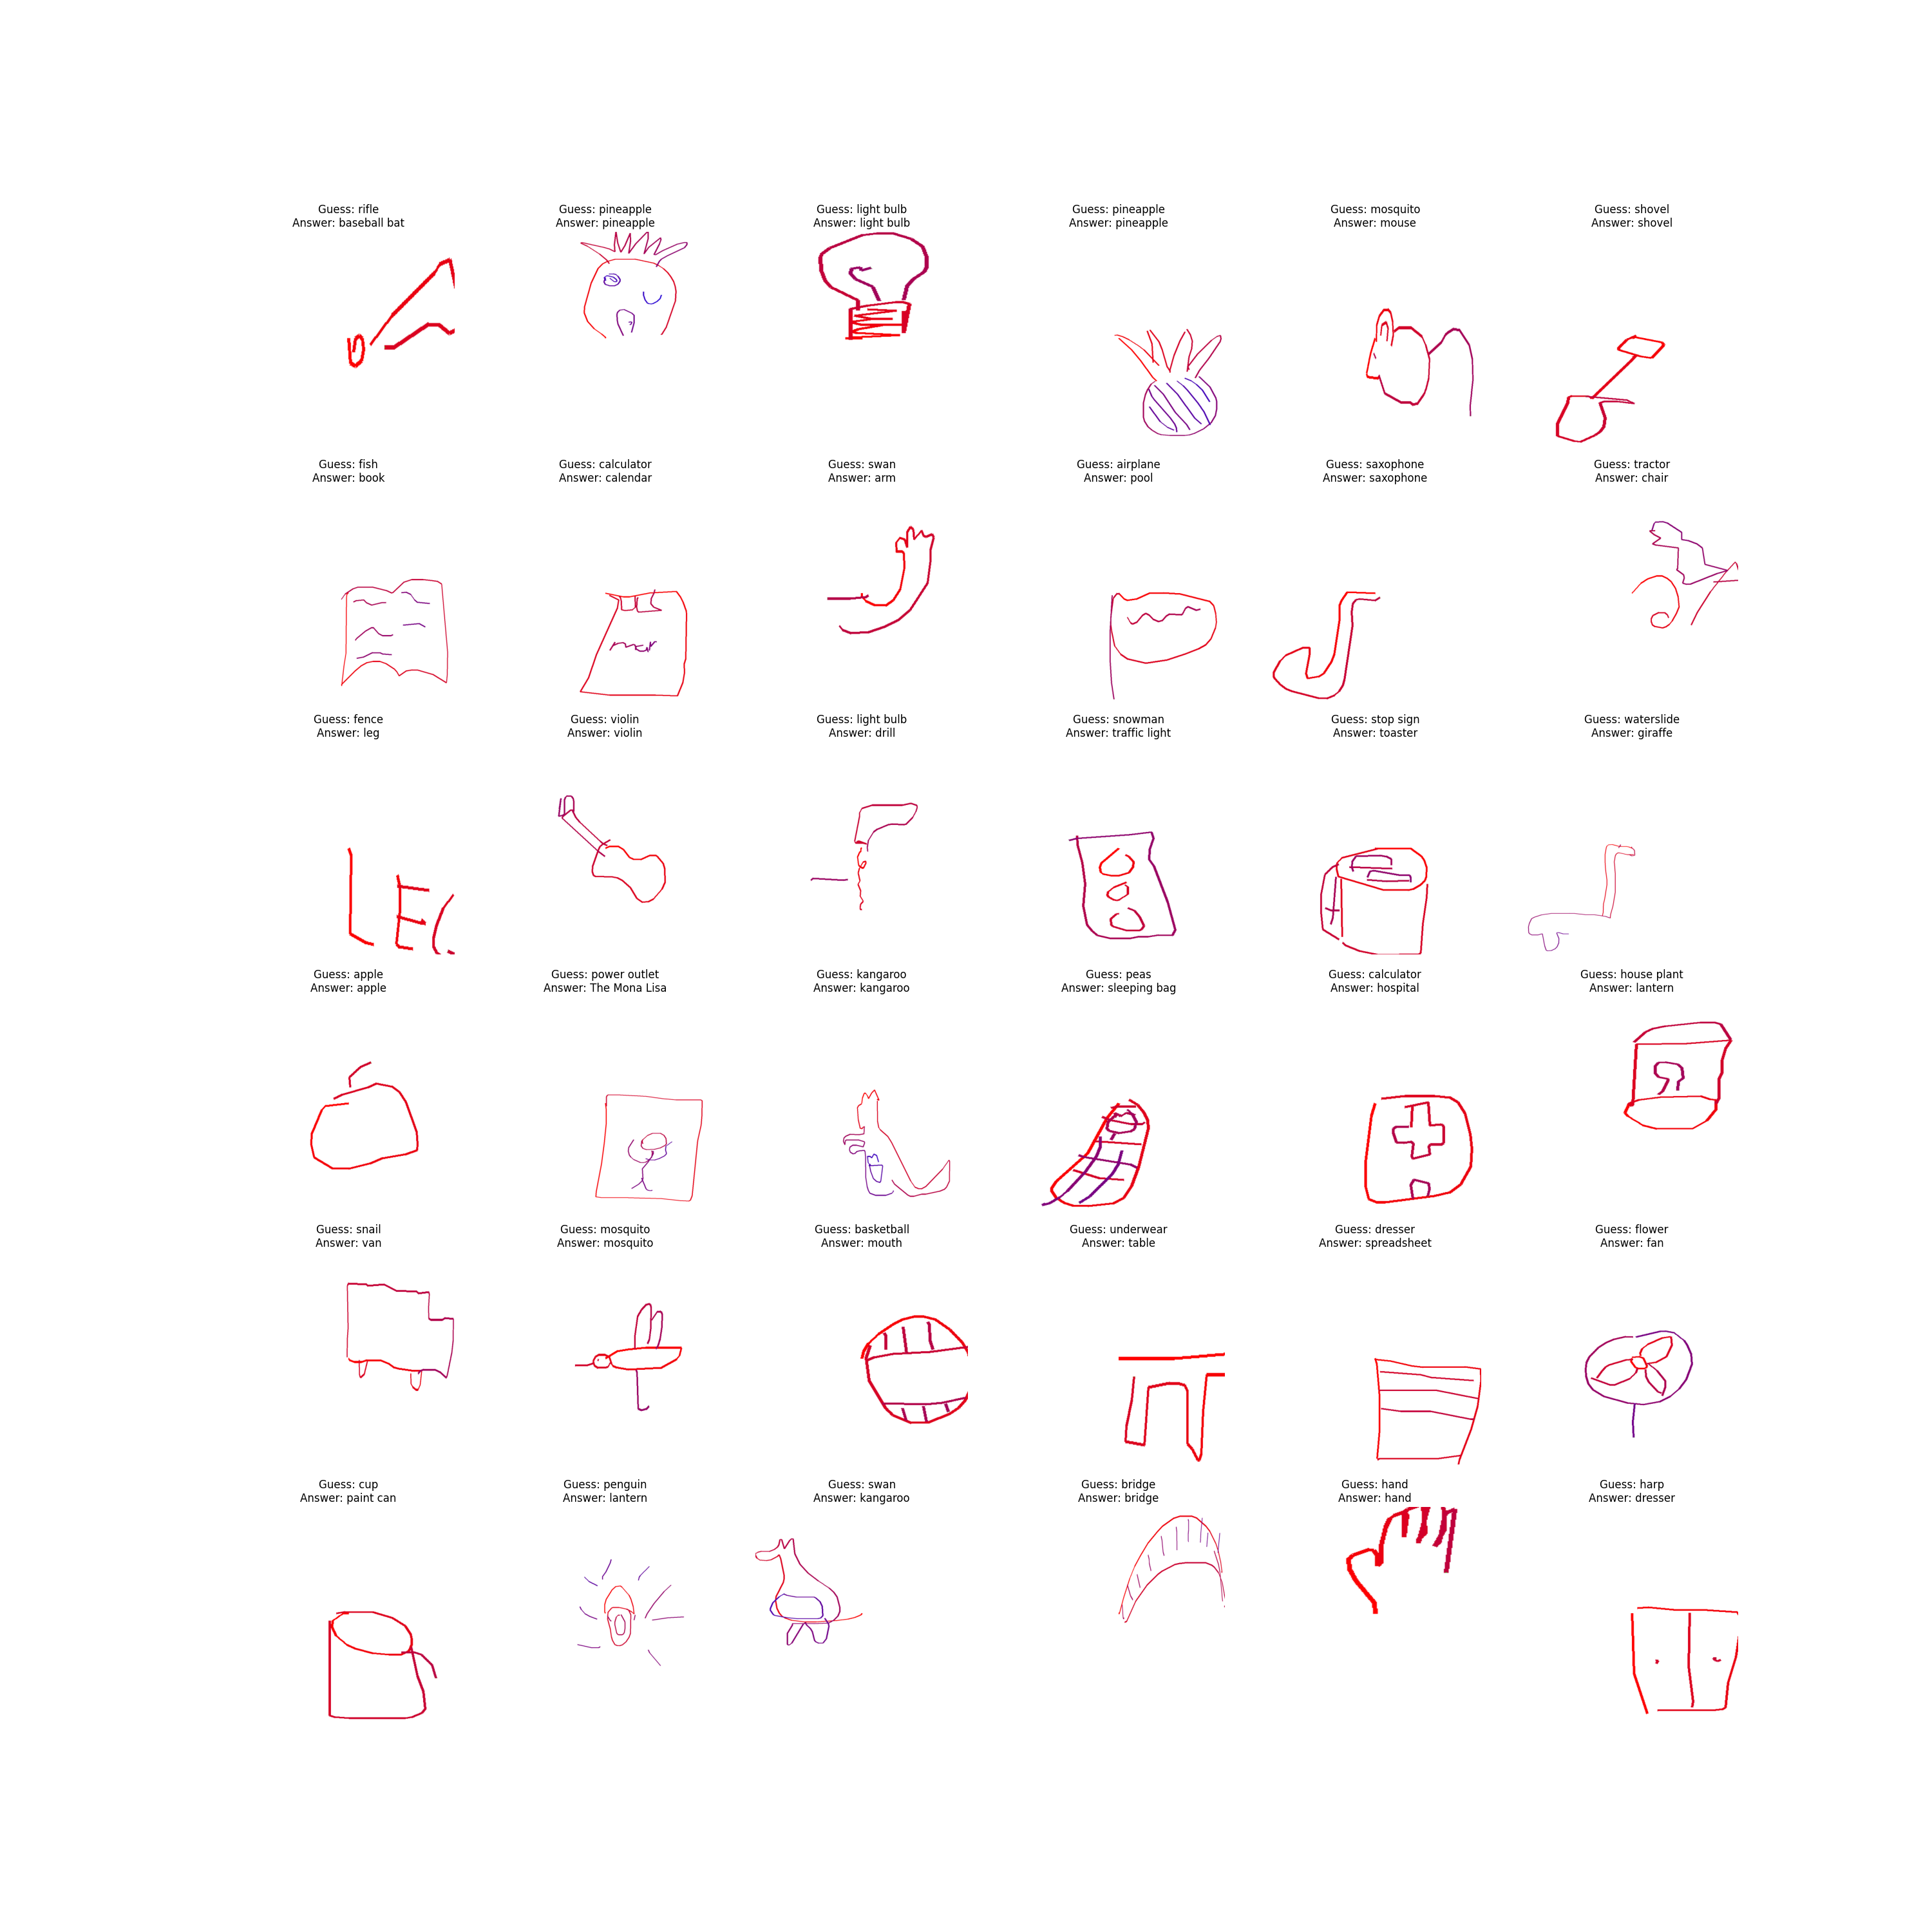 Guess: rifle
Answer: baseball bat
Guess: pineapple
Answer: pineapple
Guess: light bulb
Answer: light bulb
Guess: pineapple
Answer: pineapple
Guess: mosquito
Answer: mouse
Guess: shovel
Answer: shovel
Guess: fish
Answer: book
Guess: calculator
Answer: calendar
Guess: swan
Answer: arm
Guess: airplane
Answer: pool
Guess: saxophone
Answer: saxophone
Guess: tractor
Answer: chair
Guess: fence
Answer: leg
LEG
Guess: violin
Answer: violin
Guess: light bulb
Answer: drill
Guess: snowman
Answer: traffic light
Guess: stop sign
Answer: toaster
Guess: waterslide
Answer: giraffe
Guess: apple
Answer: apple
Guess: power outlet
Answer: The Mona Lisa
Guess: kangaroo
Answer: kangaroo
Guess: peas
Answer: sleeping bag
Guess: calculator
Answer: hospital
Guess: house plant
Answer: lantern
Guess: snail
Answer: van
Guess: mosquito
Answer: mosquito
Guess: basketball
Answer: mouth
Guess: underwear
Answer: table
Guess: dresser
Answer: spreadsheet
Guess: flower
Answer: fan
Guess: cup
Answer: paint can
Guess: penguin
Answer: lantern
Guess: swan
Answer: kangaroo
Guess: bridge
Answer: bridge
Guess: hand
Answer: hand
Guess: harp
Answer: dresser